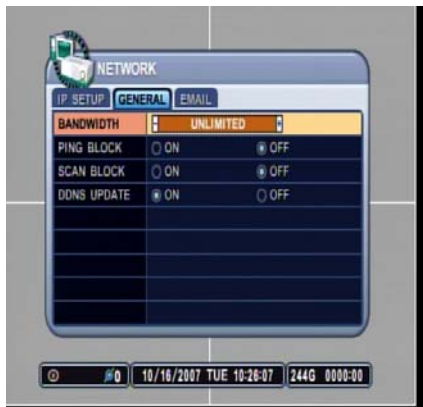 NETWORK
IP SETUP GENERAL EMAIL
BANDWIDTH UNLIMITED
PING BLOCK ON OFF
SCAN BLOCK ON OFF
DDNS UPDATE ON OFF
0 10/16/2007 TUE 10:26:07 244G 0000:00